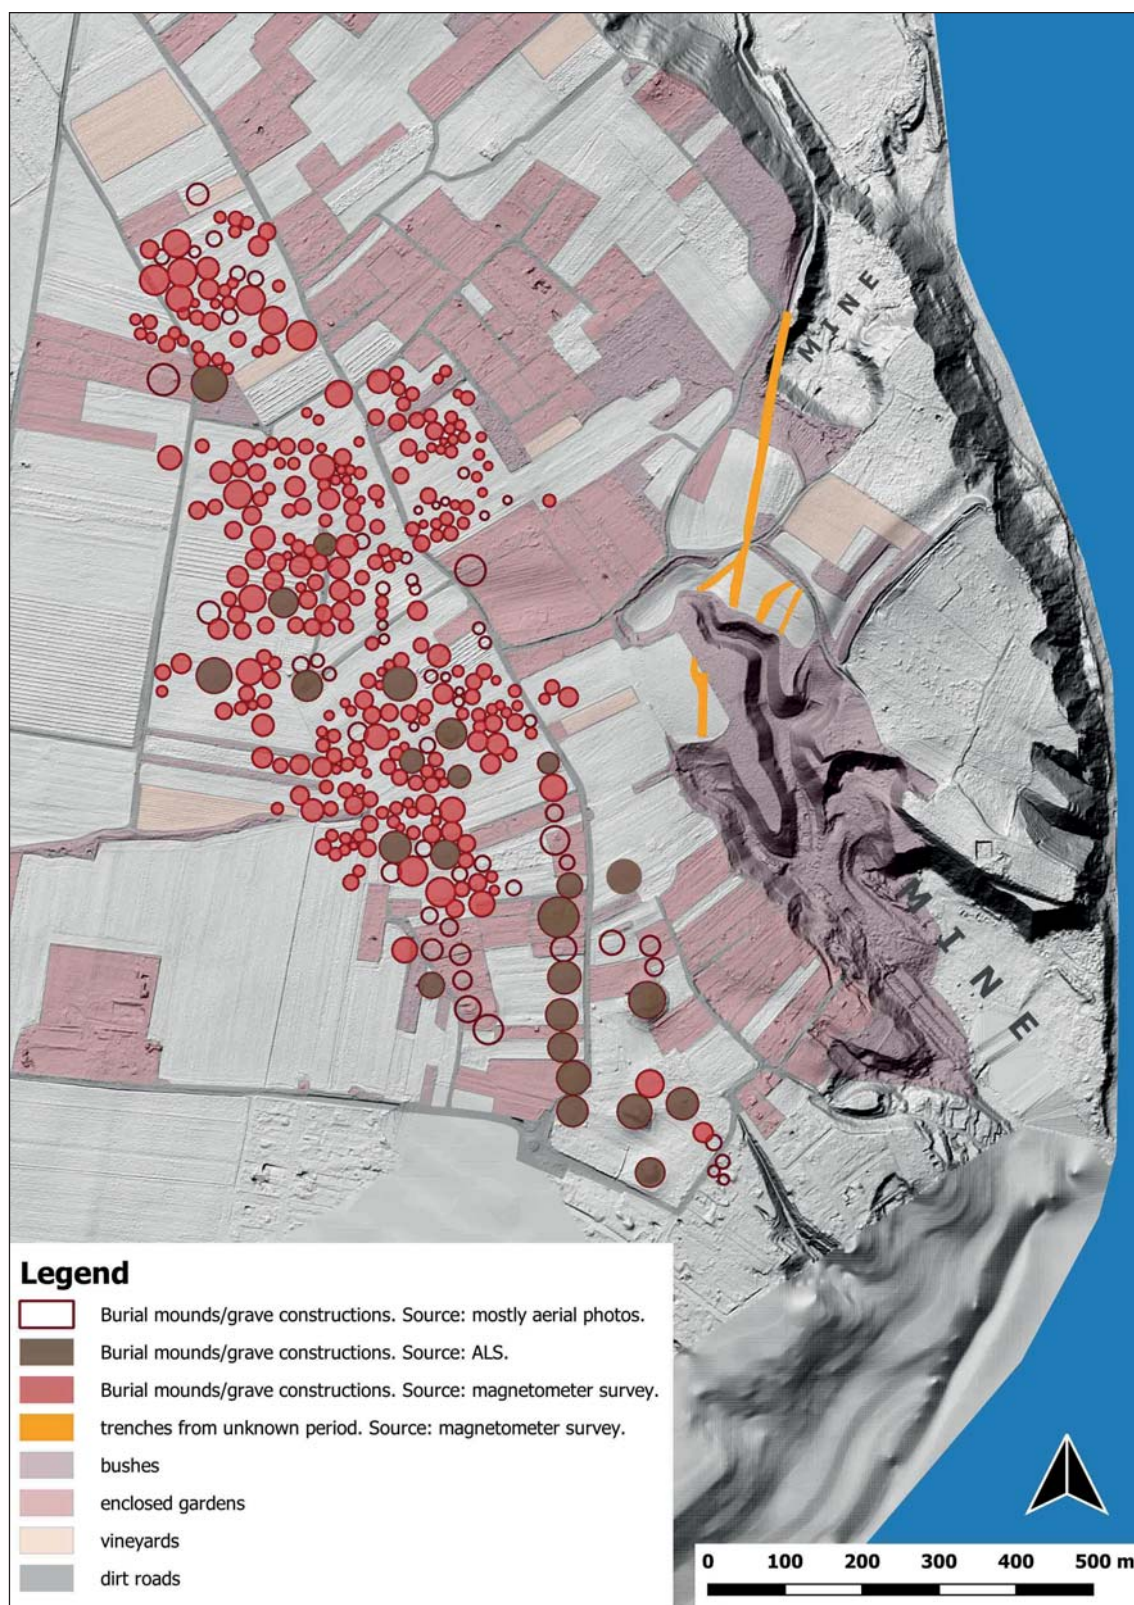 MINE
MINE
Legend
Burial mounds/grave constructions. Source: mostly aerial photos.
Burial mounds/grave constructions. Source: ALS.
Burial mounds/grave constructions. Source: magnetometer survey.
trenches from unknown period. Source: magnetometer survey.
bushes
enclosed gardens
vineyards
dirt roads
0 100 200 300 400 500 m